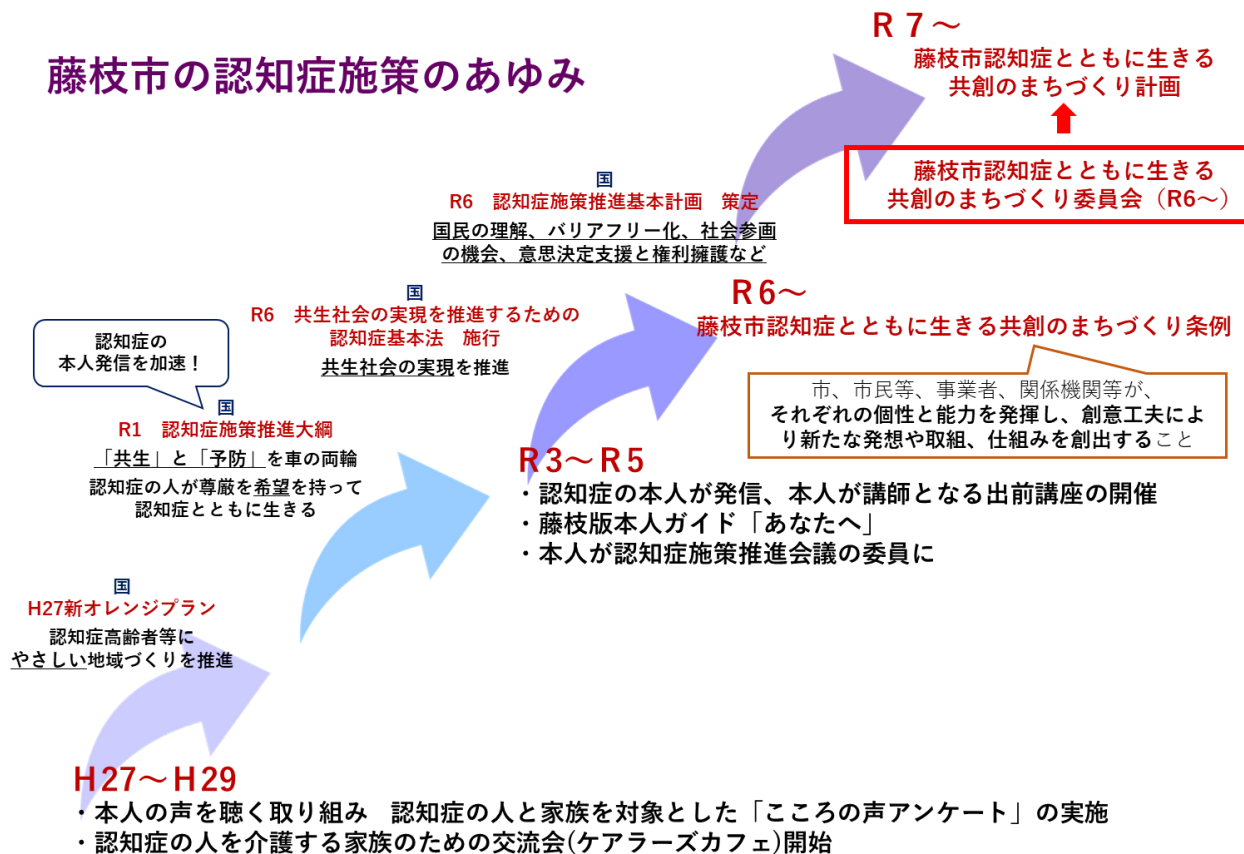 藤枝市の認知症施策のあゆみ
R７～
藤枝市認知症とともに生きる
共創のまちづくり計画
藤枝市認知症とともに生きる
共創のまちづくり委員会（R6～）
国
R6　認知症施策推進基本計画　策定
国民の理解、バリアフリー化、社会参画
の機会、意思決定支援と権利擁護など
国
R6　共生社会の実現を推進するための
認知症基本法　施行
共生社会の実現を推進
R6～
藤枝市認知症とともに生きる共創のまちづくり条例
市、市民等、事業者、関係機関等が、
それぞれの個性と能力を発揮し、創意工夫によ
り新たな発想や取組、仕組みを創出すること
認知症の
本人発信を加速！
国
R1　認知症施策推進大綱
「共生」と「予防」を車の両輪
認知症の人が尊厳を希望を持って
認知症とともに生きる
R3～R5
・認知症の本人が発信、本人が講師となる出前講座の開催
・藤枝版本人ガイド「あなたへ」
・本人が認知症施策推進会議の委員に
国
H27新オレンジプラン
認知症高齢者等に
やさしい地域づくりを推進
H27～H29
・本人の声を聴く取り組み　認知症の人と家族を対象とした「こころの声アンケート」の実施
・認知症の人を介護する家族のための交流会(ケアラーズカフェ)開始